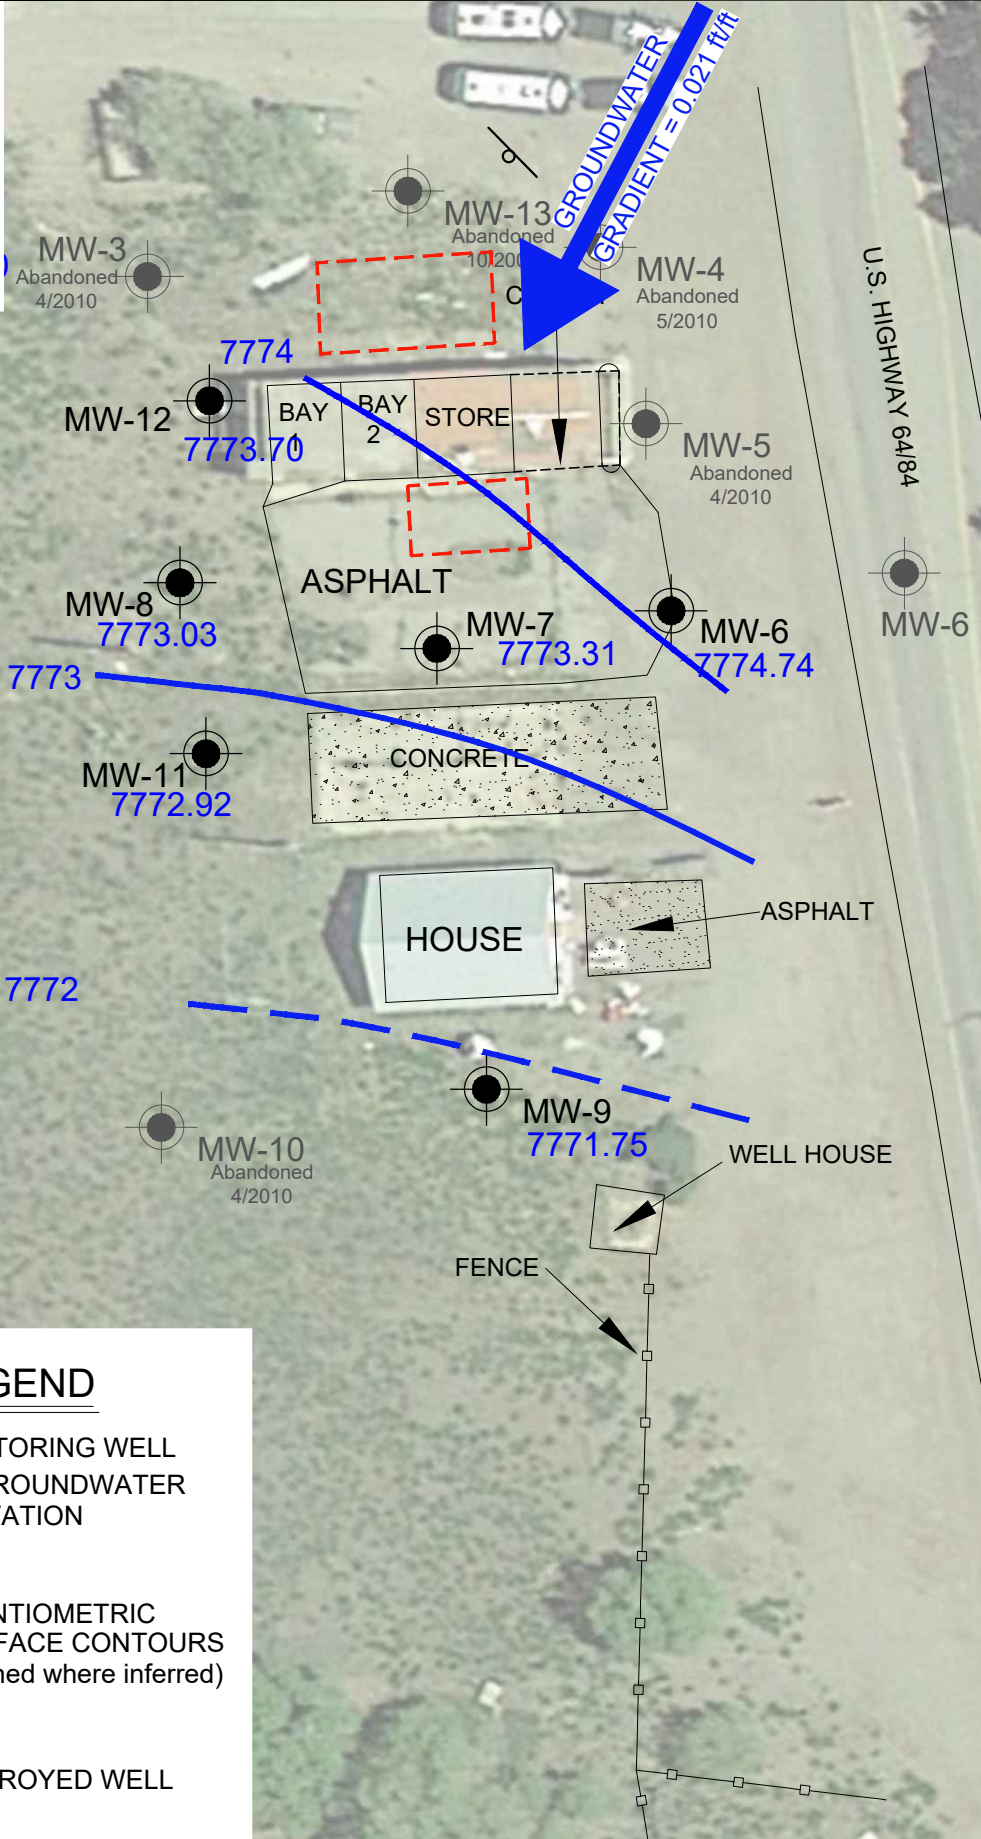 GROUNDWATER
GRADIENT = 0.021 ft/ft
MW-13
Abandoned
MW-3
Abandoned
4/2010
MW-4
Abandoned
5/2010
U.S. HIGHWAY 64/84
7774
MW-12
7773.70
BAY
1
BAY
2
STORE
MW-5
Abandoned
4/2010
ASPHALT
MW-8
7773.03
MW-7
7773.31
MW-6
7774.74
MW-6
7773
CONCRETE
MW-11
7772.92
ASPHALT
HOUSE
7772
MW-9
7771.75
MW-10
Abandoned
4/2010
WELL HOUSE
FENCE
GEND
TORING WELL
ROUNDWATER
VATION
NTIOMETRIC
FACE CONTOURS
ned where inferred)
ROYED WELL